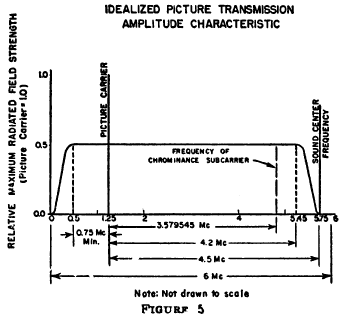 IDEALIZED PICTURE TRANSMISSION
AMPLITUDE CHARACTERISTIC
RELATIVE MAXIMUM RADIATED FIELD STRENGTH
(Picture Carrier=1.0)
1.0
0.5
0.0
PICTURE CARRIER
FREQUENCY OF
CHROMINANCE SUBCARRIER
SOUND CENTER
FREQUENCY
0 0.5 1.25 2 4 5.45 5.75 6
0.75 Mc
Min.
3.579545 Mc
4.2 Mc
4.5 Mc
6 Mc
Note: Not drawn to scale
FIGURE 5